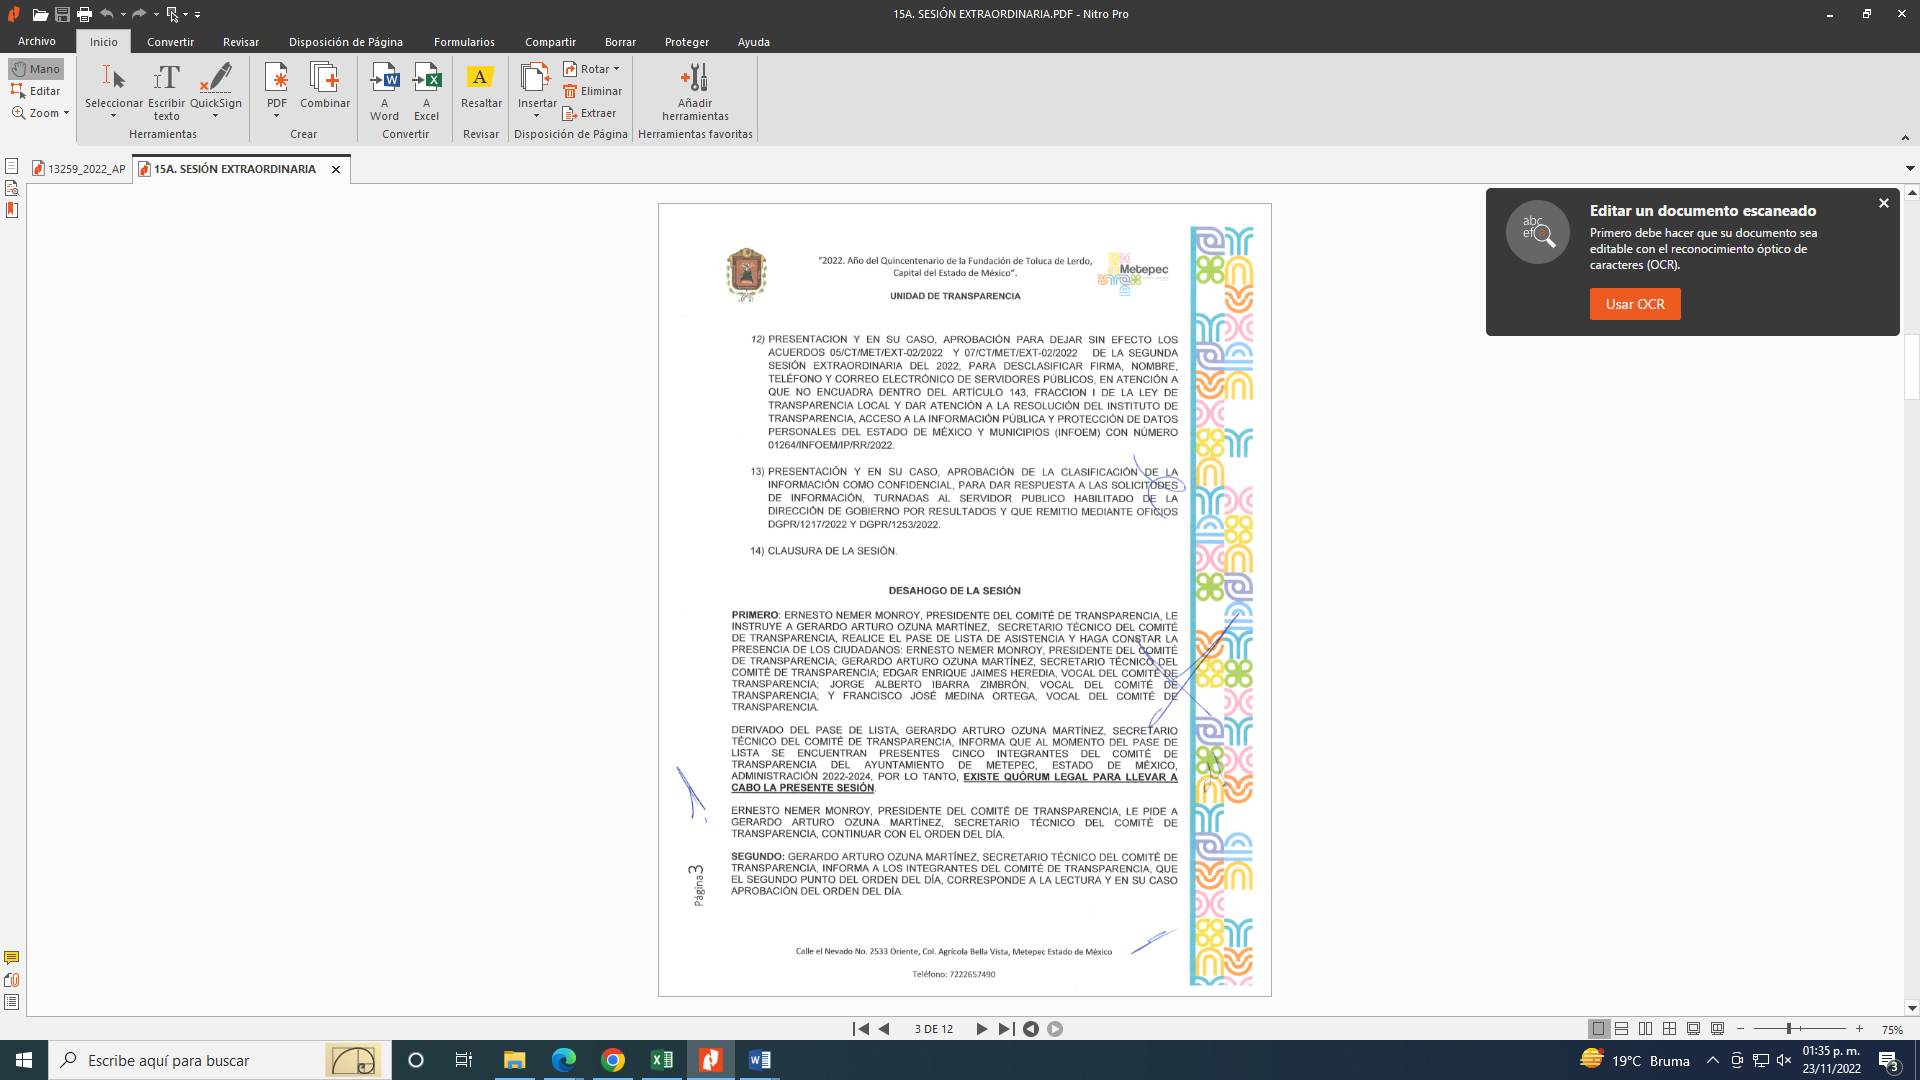 15A. SESIÓN EXTRAORDINARIA.PDF - Nitro Pro
Archivo
Inicio
Convertir
Revisar
Disposición de Página
Formularios
Compartir
Borrar
Proteger
Ayuda
Mano
Editar
Zoom
Seleccionar
Escribir texto
QuickSign
Herramientas
PDF
Combinar
Crear
A Word
A Excel
Convertir
Resaltar
Revisar
Insertar
Rotar
Eliminar
Extraer
Disposición de Página
Añadir herramientas
Herramientas favoritas
13259_2022_AP
15A. SESIÓN EXTRAORDINARIA
Editar un documento escaneado
Primero debe hacer que su documento sea
editable con el reconocimiento óptico de
caracteres (OCR).
Usar OCR
"2022. Año del Quincentenario de la Fundación de Toluca de Lerdo,
Capital del Estado de México".
Metepec
UNIDAD DE TRANSPARENCIA
12) PRESENTACION Y EN SU CASO, APROBACIÓN PARA DEJAR SIN EFECTO LOS
ACUERDOS 05/CT/MET/EXT-02/2022 Y 07/CT/MET/EXT-02/2022 DE LA SEGUNDA
SESIÓN EXTRAORDINARIA DEL 2022, PARA DESCLASIFICAR FIRMA, NOMBRE,
TELÉFONO Y CORREO ELECTRÓNICO DE SERVIDORES PÚBLICOS, EN ATENCIÓN A
QUE NO ENCUADRA DENTRO DEL ARTÍCULO 143, FRACCION I DE LA LEY DE
TRANSPARENCIA LOCAL Y DAR ATENCIÓN A LA RESOLUCIÓN DEL INSTITUTO DE
TRANSPARENCIA, ACCESO A LA INFORMACIÓN PÚBLICA Y PROTECCIÓN DE DATOS
PERSONALES DEL ESTADO DE MÉXICO Y MUNICIPIOS (INFOEM) CON NÚMERO
01264/INFOEM/IP/RR/2022.
13) PRESENTACIÓN Y EN SU CASO, APROBACIÓN DE LA CLASIFICACIÓN DE LA
INFORMACIÓN COMO CONFIDENCIAL, PARA DAR RESPUESTA A LAS SOLICITUDES
DE INFORMACIÓN, TURNADAS AL SERVIDOR PUBLICO HABILITADO DE LA
DIRECCIÓN DE GOBIERNO POR RESULTADOS Y QUE REMITIO MEDIANTE OFICIOS
DGPR/1217/2022 Y DGPR/1253/2022.
14) CLAUSURA DE LA SESIÓN.
DESAHOGO DE LA SESIÓN
PRIMERO: ERNESTO NEMER MONROY, PRESIDENTE DEL COMITÉ DE TRANSPARENCIA, LE
INSTRUYE A GERARDO ARTURO OZUNA MARTÍNEZ, SECRETARIO TÉCNICO DEL COMITÉ
DE TRANSPARENCIA, REALICE EL PASE DE LISTA DE ASISTENCIA Y HAGA CONSTAR LA
PRESENCIA DE LOS CIUDADANOS: ERNESTO NEMER MONROY, PRESIDENTE DEL COMITÉ
DE TRANSPARENCIA; GERARDO ARTURO OZUNA MARTÍNEZ, SECRETARIO TÉCNICO DEL
COMITÉ DE TRANSPARENCIA; EDGAR ENRIQUE JAIMES HEREDIA, VOCAL DEL COMITÉ DE
TRANSPARENCIA; JORGE ALBERTO IBARRA ZIMBRÓN, VOCAL DEL COMITÉ DE
TRANSPARENCIA; Y FRANCISCO JOSÉ MEDINA ORTEGA, VOCAL DEL COMITÉ DE
TRANSPARENCIA.
DERIVADO DEL PASE DE LISTA, GERARDO ARTURO OZUNA MARTÍNEZ, SECRETARIO
TÉCNICO DEL COMITÉ DE TRANSPARENCIA, INFORMA QUE AL MOMENTO DEL PASE DE
LISTA SE ENCUENTRAN PRESENTES CINCO INTEGRANTES DEL COMITÉ DE
TRANSPARENCIA DEL AYUNTAMIENTO DE METEPEC, ESTADO DE MÉXICO,
ADMINISTRACIÓN 2022-2024, POR LO TANTO, EXISTE QUÓRUM LEGAL PARA LLEVAR A
CABO LA PRESENTE SESIÓN.
ERNESTO NEMER MONROY, PRESIDENTE DEL COMITÉ DE TRANSPARENCIA, LE PIDE A
GERARDO ARTURO OZUNA MARTÍNEZ, SECRETARIO TÉCNICO DEL COMITÉ DE
TRANSPARENCIA, CONTINUAR CON EL ORDEN DEL DÍA.
SEGUNDO: GERARDO ARTURO OZUNA MARTÍNEZ, SECRETARIO TÉCNICO DEL COMITÉ DE
TRANSPARENCIA, INFORMA A LOS INTEGRANTES DEL COMITÉ DE TRANSPARENCIA, QUE
EL SEGUNDO PUNTO DEL ORDEN DEL DÍA, CORRESPONDE A LA LECTURA Y EN SU CASO
APROBACIÓN DEL ORDEN DEL DÍA.
Página3
Calle el Nevado No. 2533 Oriente, Col. Agrícola Bella Vista, Metepec Estado de México
Teléfono: 7222657490
3 DE 12
75%
Escribe aquí para buscar
19°C Bruma
01:35 p. m.
23/11/2022
3